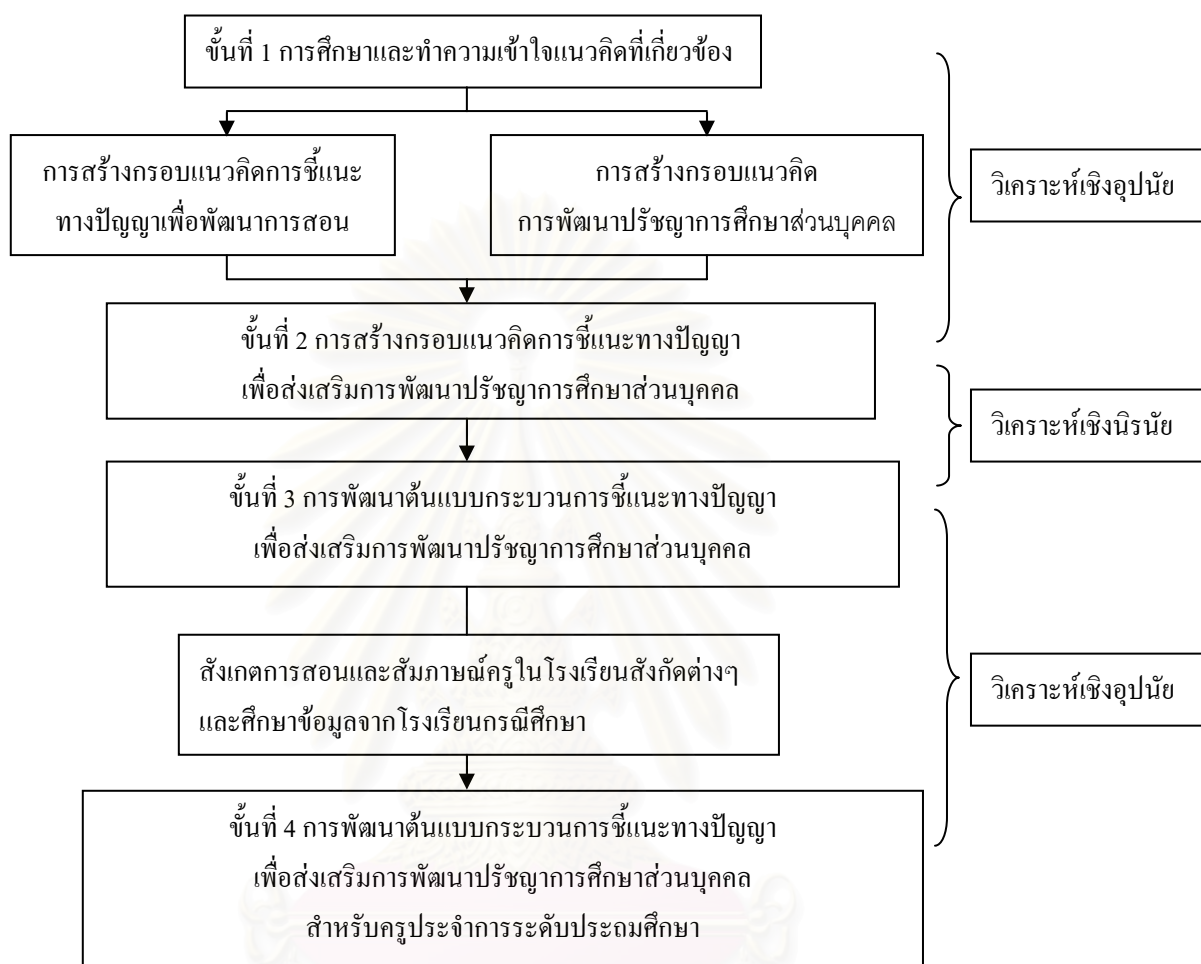 ขั้นที่ 1 การศึกษาและทำความเข้าใจแนวคิดที่เกี่ยวข้อง
การสร้างกรอบแนวคิดการชี้แนะ
ทางปัญญาเพื่อพัฒนาการสอน
การสร้างกรอบแนวคิด
การพัฒนาปรัชญาการศึกษาส่วนบุคคล
วิเคราะห์เชิงอุปนัย
ขั้นที่ 2 การสร้างกรอบแนวคิดการชี้แนะทางปัญญา
เพื่อส่งเสริมการพัฒนาปรัชญาการศึกษาส่วนบุคคล
วิเคราะห์เชิงนิรนัย
ขั้นที่ 3 การพัฒนาต้นแบบกระบวนการชี้แนะทางปัญญา
เพื่อส่งเสริมการพัฒนาปรัชญาการศึกษาส่วนบุคคล
สังเกตการสอนและสัมภาษณ์ครูในโรงเรียนสังกัดต่างๆ
และศึกษาข้อมูลจากโรงเรียนกรณีศึกษา
วิเคราะห์เชิงอุปนัย
ขั้นที่ 4 การพัฒนาต้นแบบกระบวนการชี้แนะทางปัญญา
เพื่อส่งเสริมการพัฒนาปรัชญาการศึกษาส่วนบุคคล
สำหรับครูประจำการระดับประถมศึกษา